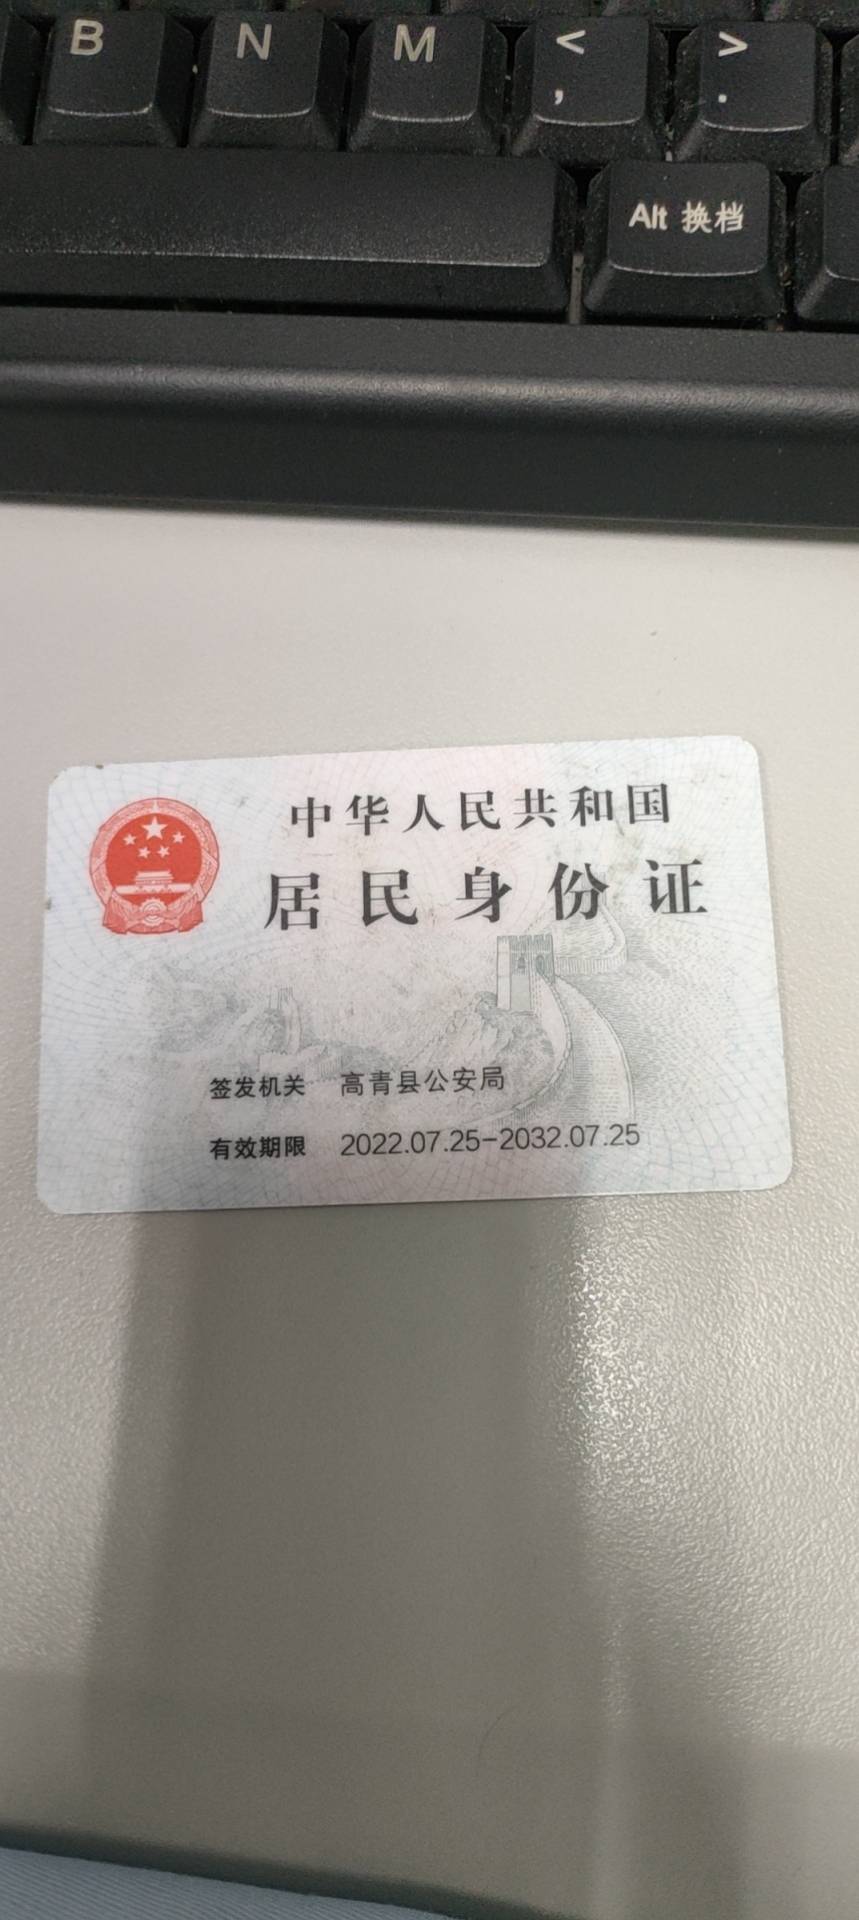 B N M < ,  > .
Alt 换档
中华人民共和国
居民身份证
签发机关 高青县公安局
有效期限 2022.07.25-2032.07.25